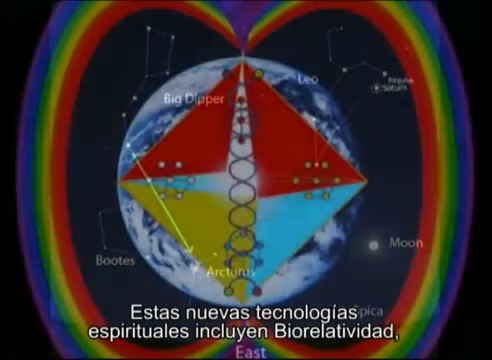 Leo
Regulus
Saturn
Big Dipper
Moon
Bootes
Arcturus
Spica
Estas nuevas tecnologías
espirituales incluyen Biorelatividad,
East